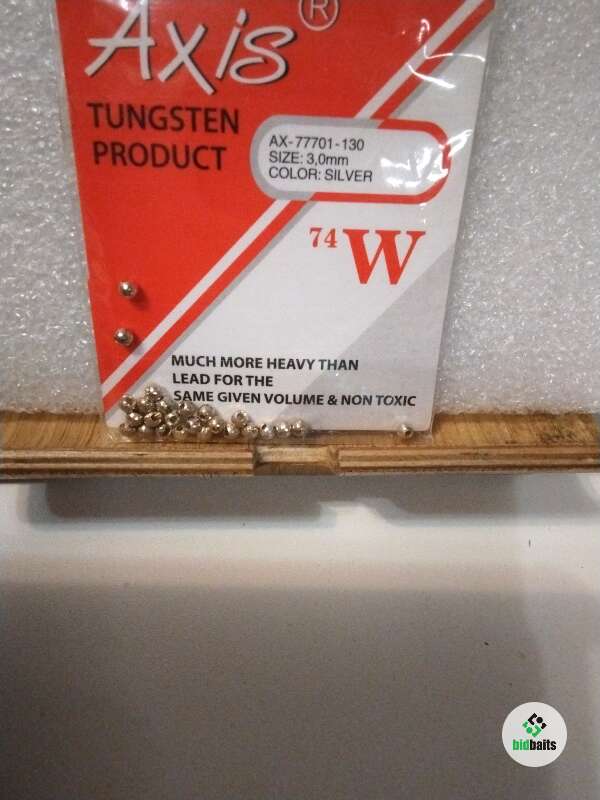 Axis ®
TUNGSTEN
PRODUCT
AX-77701-130
SIZE: 3,0mm
COLOR: SILVER
74 W
MUCH MORE HEAVY THAN
LEAD FOR THE
SAME GIVEN VOLUME & NON TOXIC
bidbaits